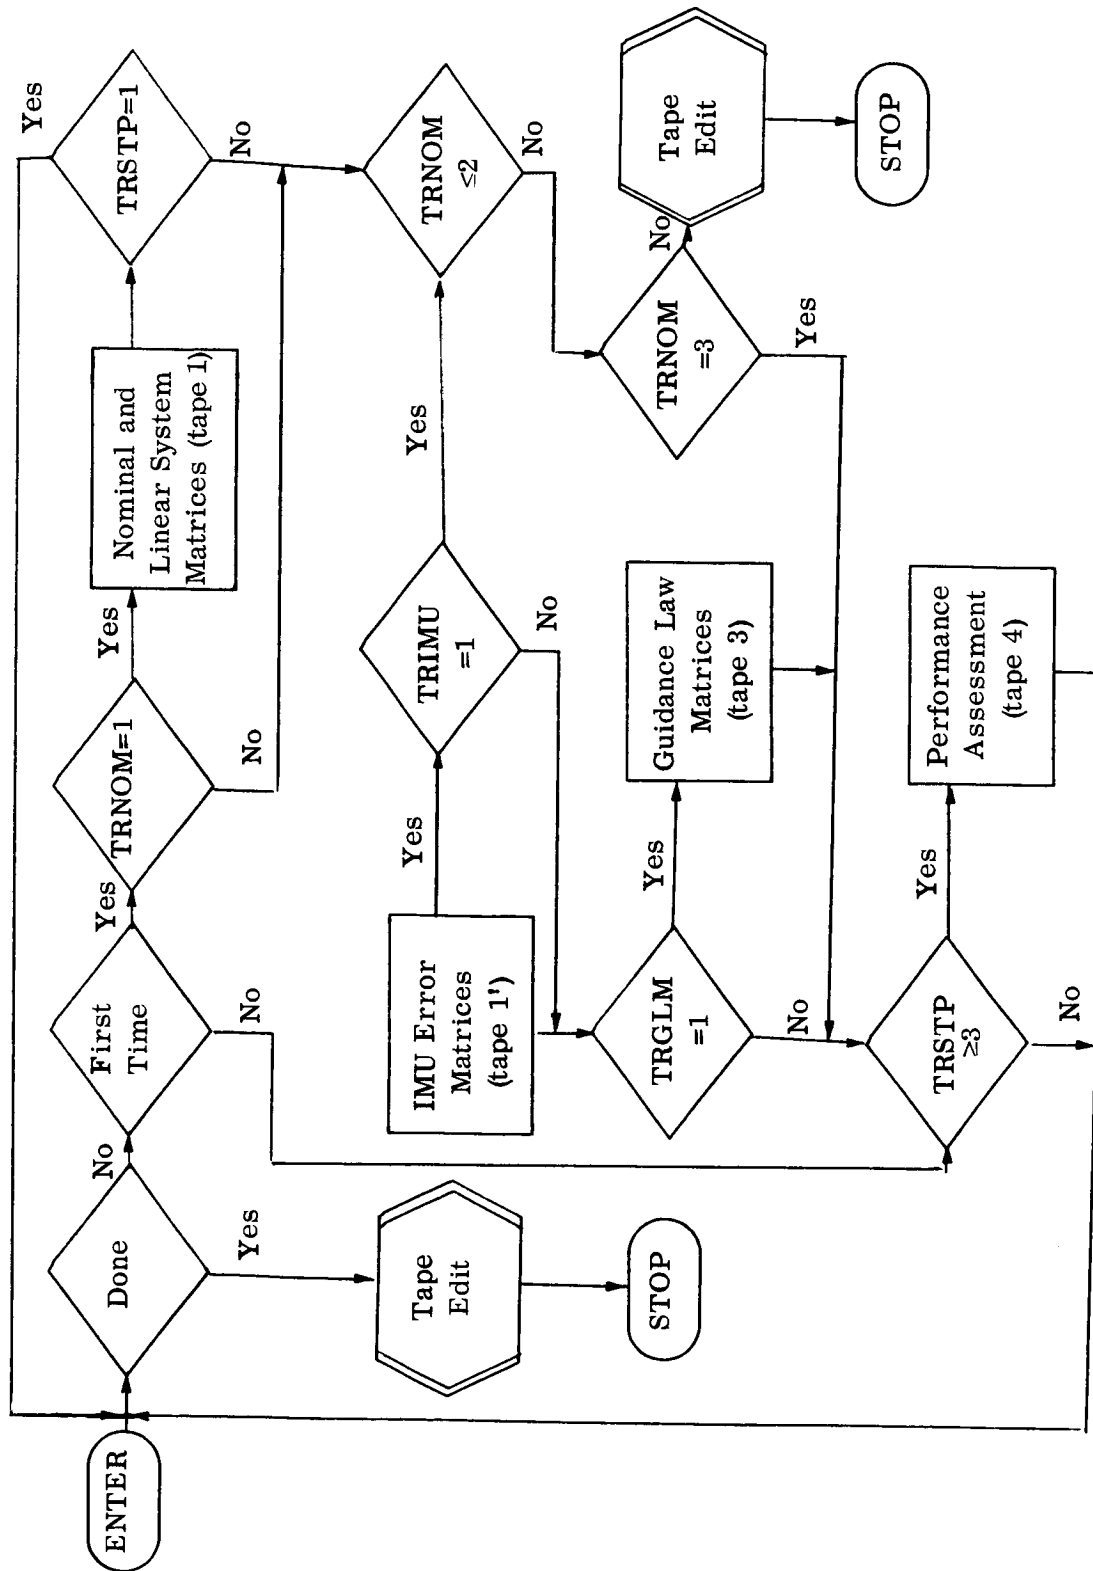 ENTER
Done
No
Yes
First
Time
Yes
No
TRNOM=1
Yes
No
Nominal and
Linear System
Matrices (tape 1)
TRSTP=1
Yes
No
Tape
Edit
STOP
IMU Error
Matrices
(tape 1')
Yes
TRIMU
=1
Yes
No
TRNOM
≤2
No
TRGLM
=1
Yes
No
Guidance Law
Matrices
(tape 3)
TRNOM
=3
No
Yes
Tape
Edit
STOP
TRSTP
≥3
Yes
No
Performance
Assessment
(tape 4)